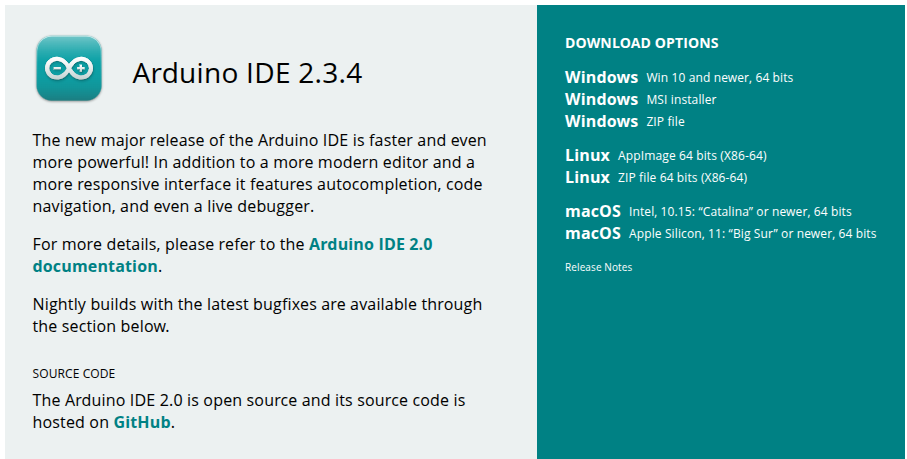 Arduino IDE 2.3.4
The new major release of the Arduino IDE is faster and even
more powerful! In addition to a more modern editor and a
more responsive interface it features autocompletion, code
navigation, and even a live debugger.
For more details, please refer to the Arduino IDE 2.0
documentation.
Nightly builds with the latest bugfixes are available through
the section below.
SOURCE CODE
The Arduino IDE 2.0 is open source and its source code is
hosted on GitHub.
DOWNLOAD OPTIONS
Windows Win 10 and newer, 64 bits
Windows MSI installer
Windows ZIP file
Linux AppImage 64 bits (X86-64)
Linux ZIP file 64 bits (X86-64)
macOS Intel, 10.15: “Catalina” or newer, 64 bits
macOS Apple Silicon, 11: “Big Sur” or newer, 64 bits
Release Notes